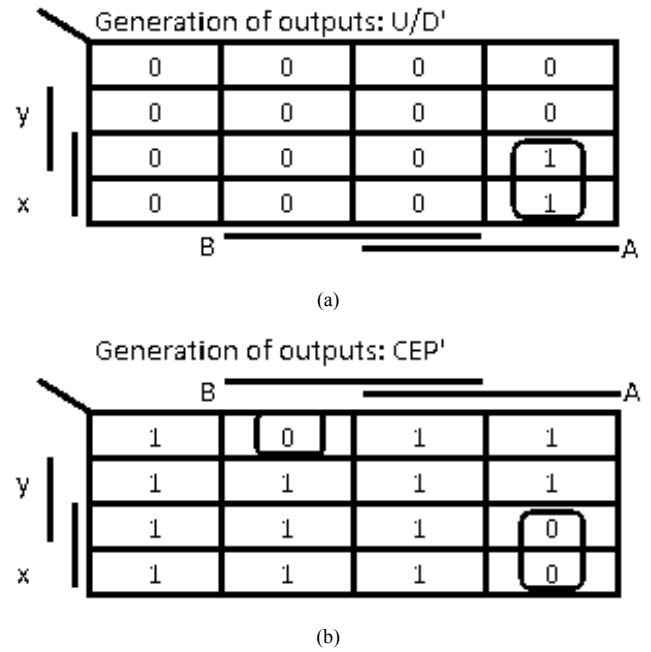 Generation of outputs: U/D'
0 0 0 0
y 0 0 0 0
0 0 0 1
x 0 0 0 1
B A
(a)
Generation of outputs: CEP'
B A
1 0 1 1
y 1 1 1 1
1 1 1 0
x 1 1 1 0
(b)